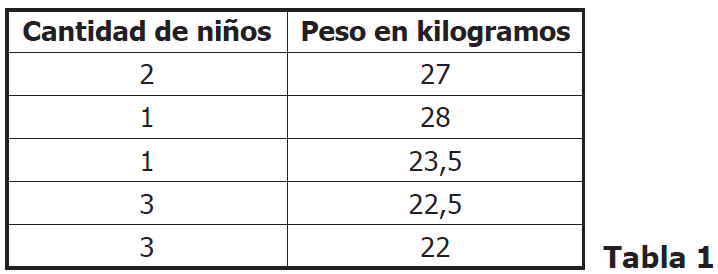 Cantidad de niños Peso en kilogramos
2 27
1 28
1 23,5
3 22,5
3 22
Tabla 1